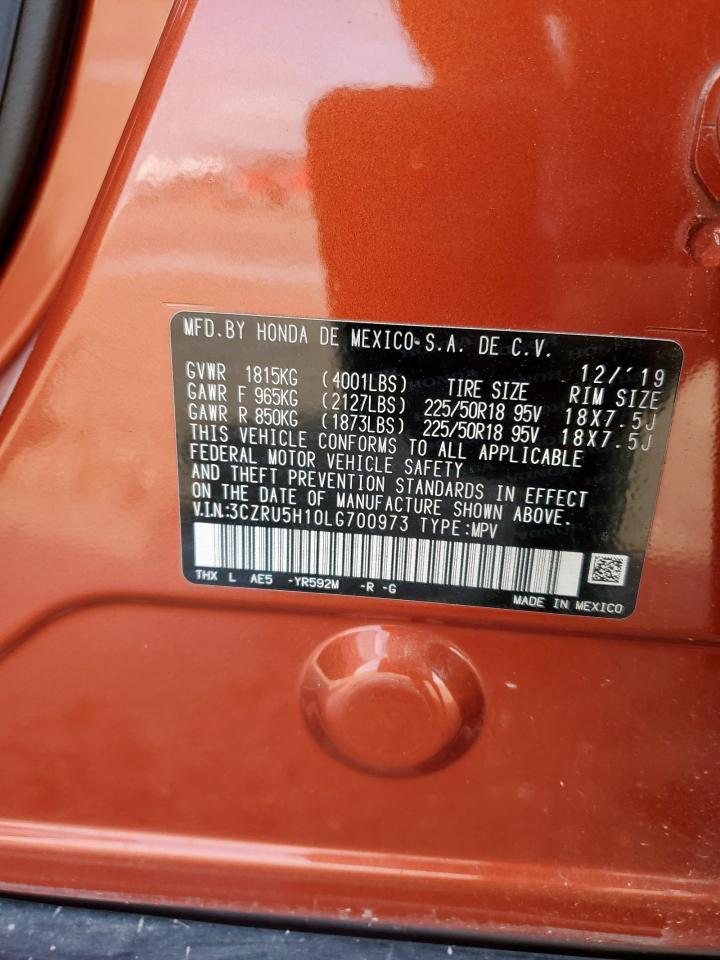 MFD.BY HONDA DE MEXICO-S.A. DE C.V.
12/'19
GVWR 1815KG (4001LBS) TIRE SIZE RIM SIZE
GAWR F 965KG (2127LBS) 225/50R18 95V 18X7.5J
GAWR R 850KG (1873LBS) 225/50R18 95V 18X7.5J
THIS VEHICLE CONFORMS TO ALL APPLICABLE
FEDERAL MOTOR VEHICLE SAFETY
AND THEFT PREVENTION STANDARDS IN EFFECT
ON THE DATE OF MANUFACTURE SHOWN ABOVE.
V.I.N:3CZRU5H10LG700973 TYPE:MPV
THX L AE5 -YR592M -R -G
MADE IN MEXICO